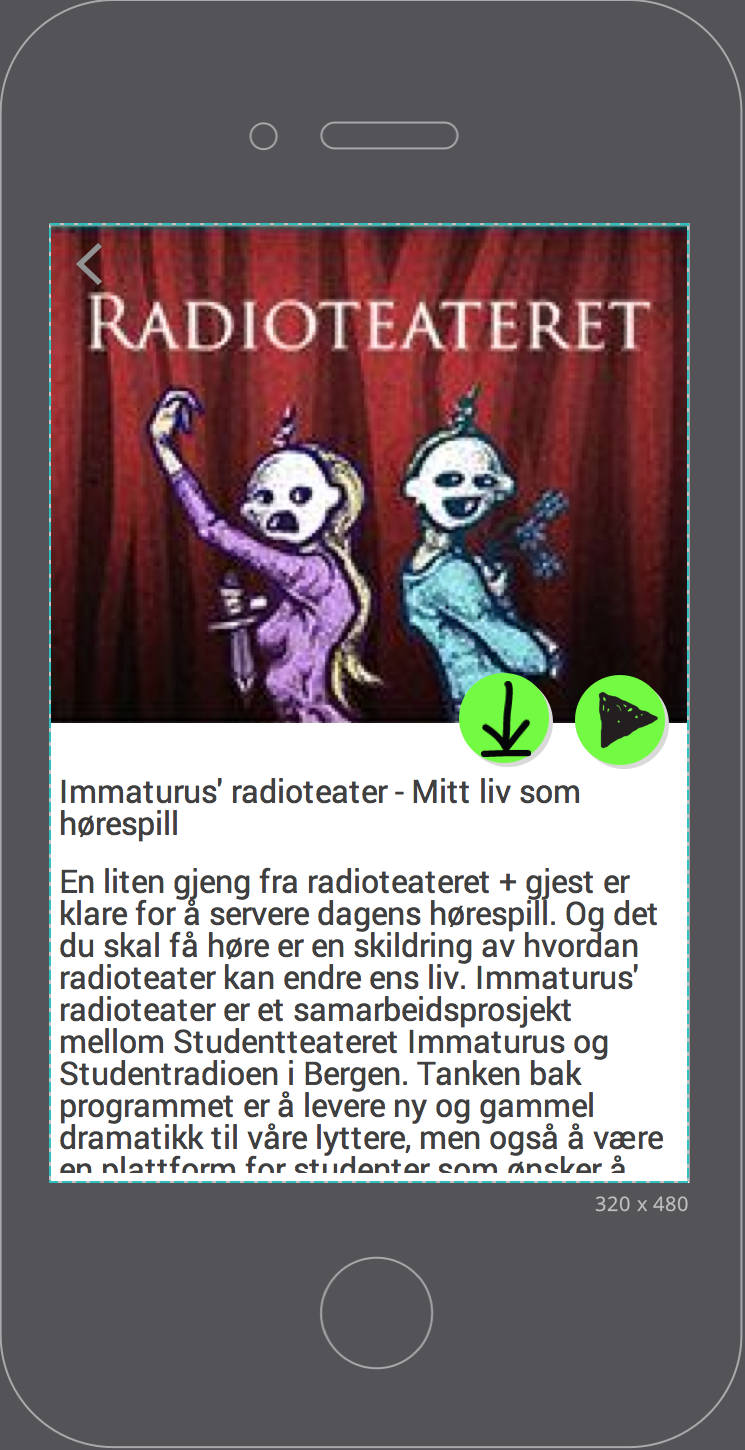 RADIOTEATERET
Immaturus' radioteater - Mitt liv som
hørespill
En liten gjeng fra radioteateret + gjest er
klare for å servere dagens hørespill. Og det
du skal få høre er en skildring av hvordan
radioteater kan endre ens liv. Immaturus'
radioteater er et samarbeidsprosjekt
mellom Studentteateret Immaturus og
Studentradioen i Bergen. Tanken bak
programmet er å levere ny og gammel
dramatikk til våre lyttere, men også å være
en plattform for studenter som ønsker å
320 x 480